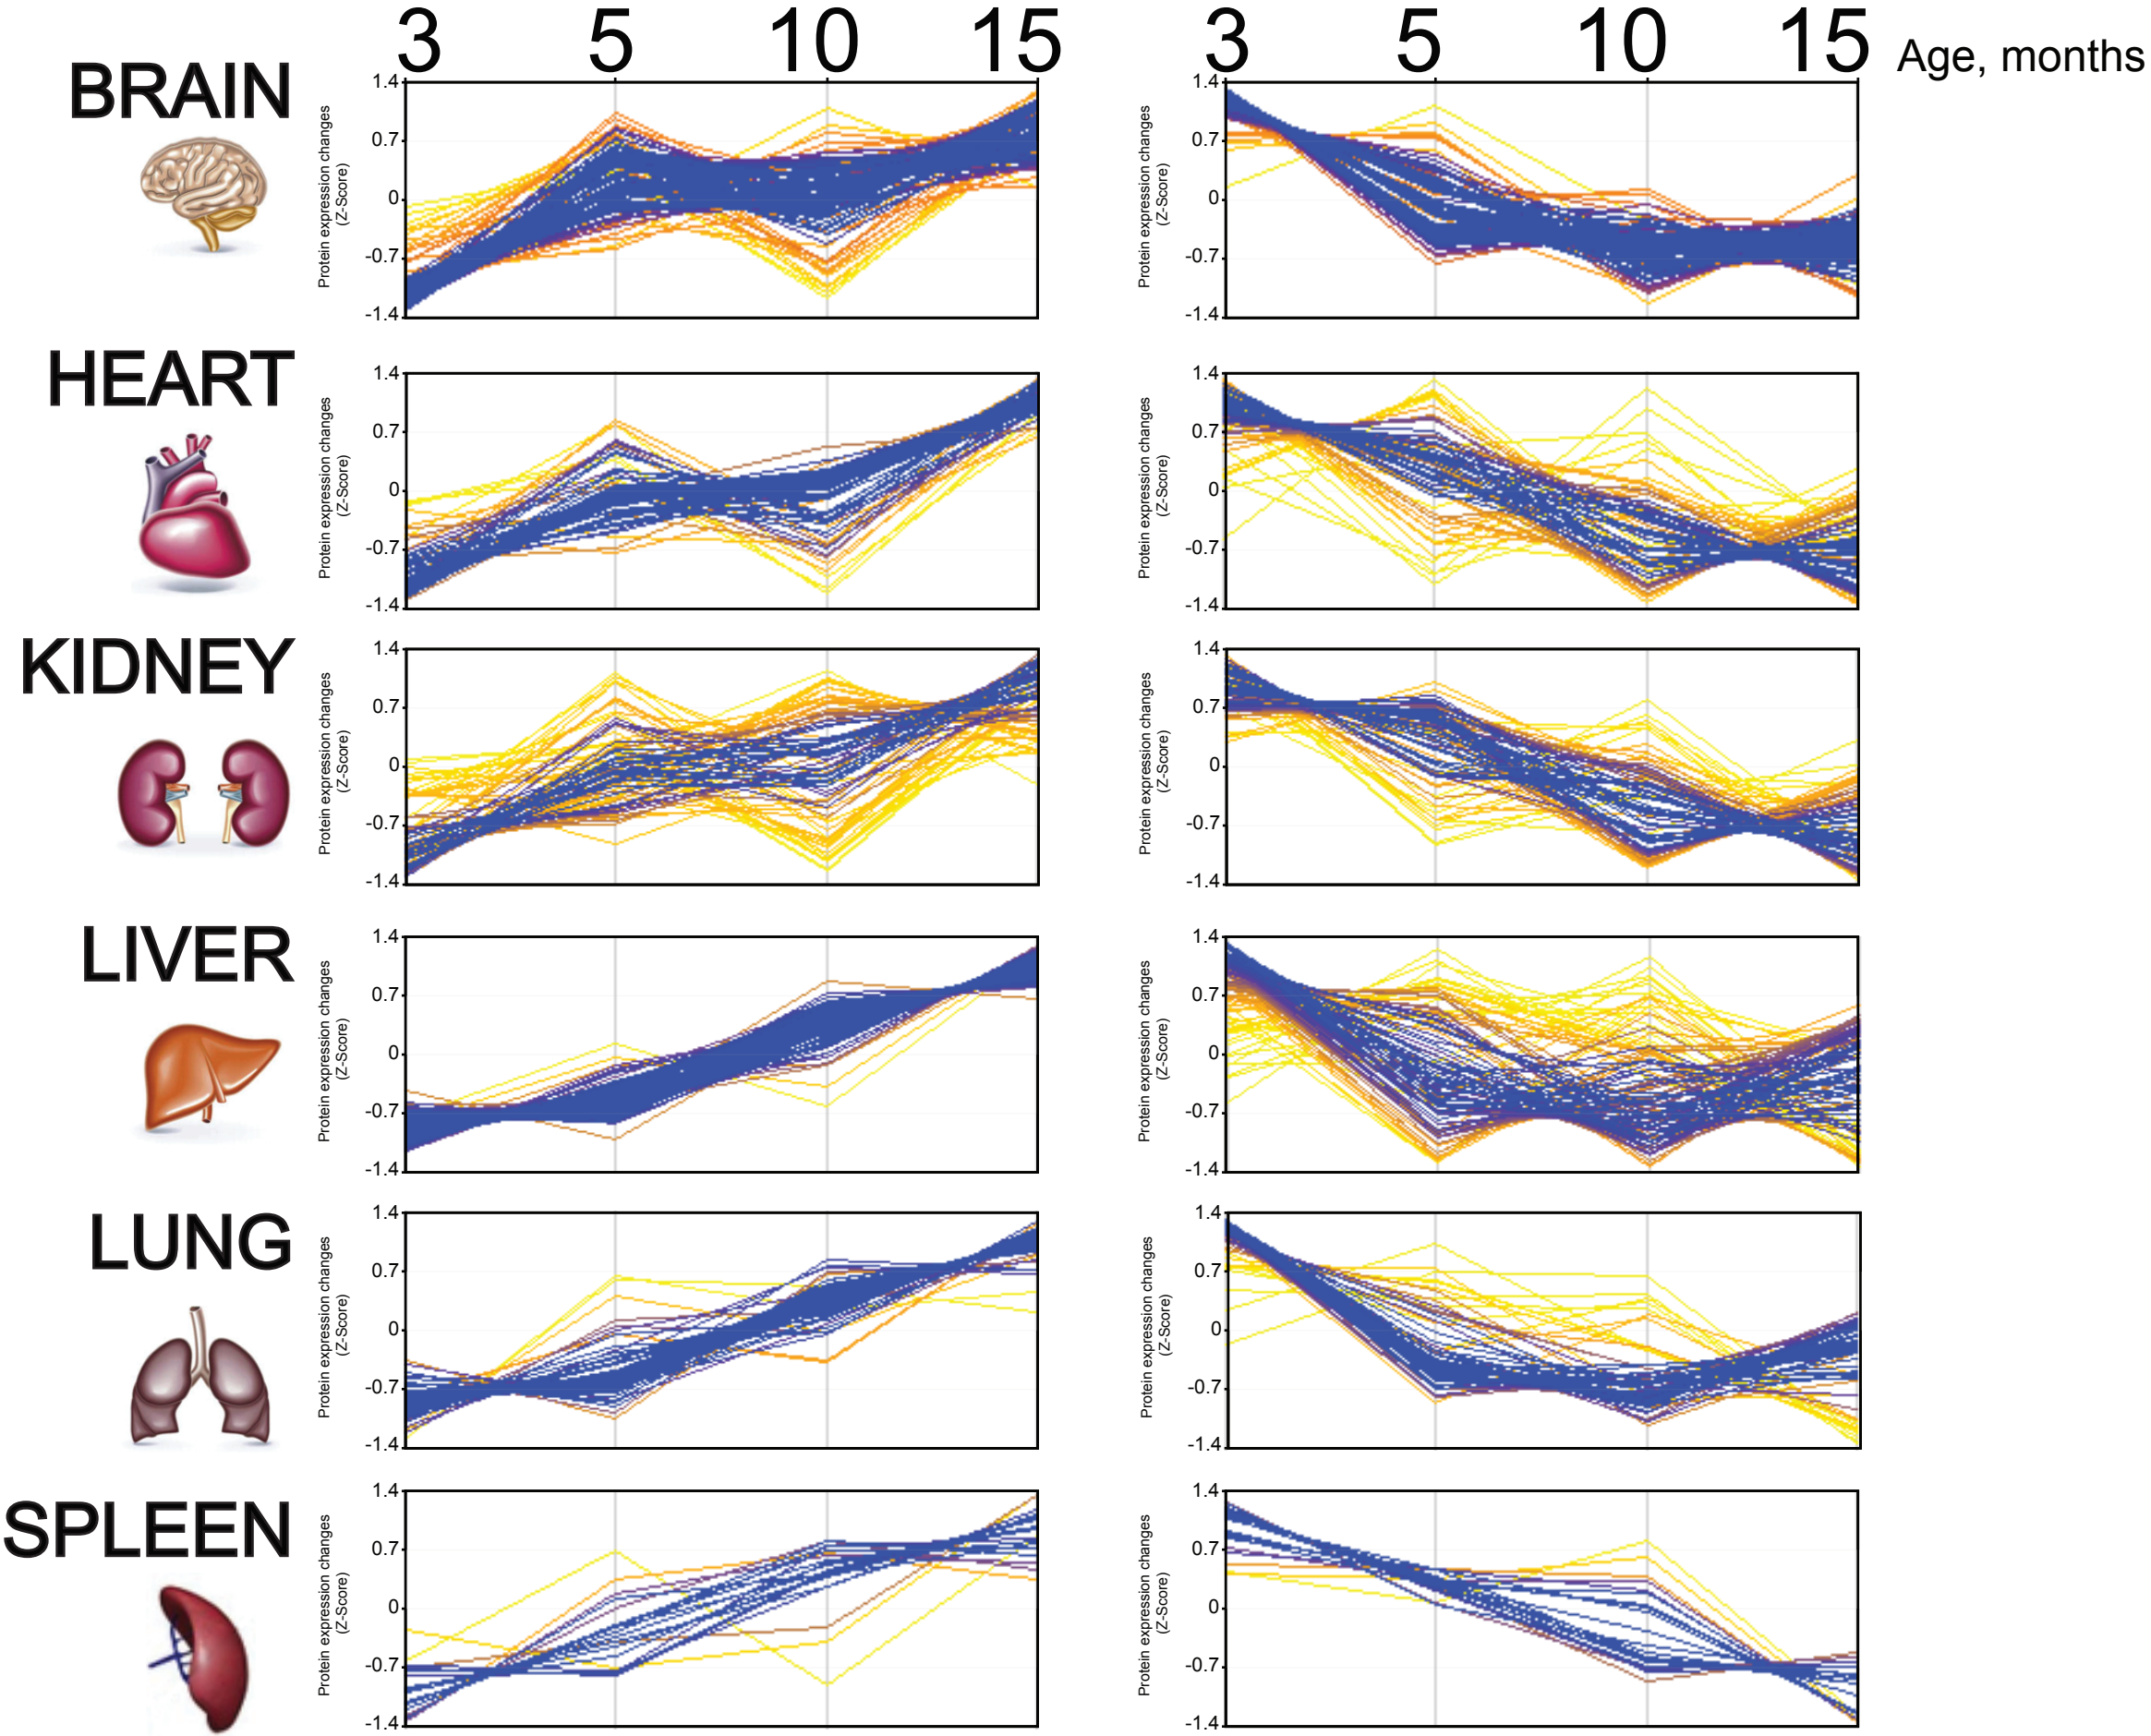 3 5 10 15 3 5 10 15 Age, months
BRAIN
Protein expression changes
(Z-Score)
1.4
0.7
0
-0.7
-1.4
Protein expression changes
(Z-Score)
1.4
0.7
0
-0.7
-1.4
HEART
Protein expression changes
(Z-Score)
1.4
0.7
0
-0.7
-1.4
Protein expression changes
(Z-Score)
1.4
0.7
0
-0.7
-1.4
KIDNEY
Protein expression changes
(Z-Score)
1.4
0.7
0
-0.7
-1.4
Protein expression changes
(Z-Score)
1.4
0.7
0
-0.7
-1.4
LIVER
Protein expression changes
(Z-Score)
1.4
0.7
0
-0.7
-1.4
Protein expression changes
(Z-Score)
1.4
0.7
0
-0.7
-1.4
LUNG
Protein expression changes
(Z-Score)
1.4
0.7
0
-0.7
-1.4
Protein expression changes
(Z-Score)
1.4
0.7
0
-0.7
-1.4
SPLEEN
Protein expression changes
(Z-Score)
1.4
0.7
0
-0.7
-1.4
Protein expression changes
(Z-Score)
1.4
0.7
0
-0.7
-1.4